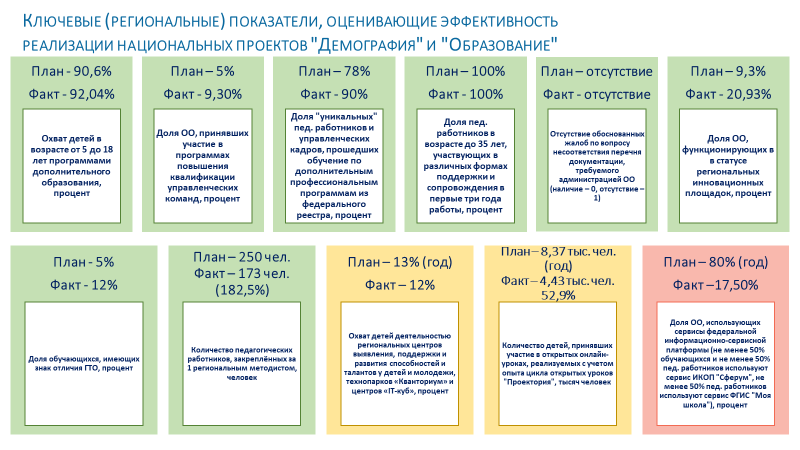 Ключевые (региональные) показатели, оценивающие эффективность
реализации национальных проектов "Демография" и "Образование"
План - 90,6%
Факт - 92,04%
Охват детей в
возрасте от 5 до 18
лет программами
дополнительного
образования,
процент
План – 5%
Факт - 9,30%
Доля ОО, принявших
участие в
программах
повышения
квалификации
управленческих
команд, процент
План – 78%
Факт - 90%
Доля "уникальных"
пед. работников и
управленческих
кадров, прошедших
обучение по
дополнительным
профессиональным
программам из
федерального
реестра, процент
План – 100%
Факт - 100%
Доля пед.
работников в
возрасте до 35 лет,
участвующих в
различных формах
поддержки и
сопровождения в
первые три года
работы, процент
План – отсутствие
Факт - отсутствие
Отсутствие обоснованных
жалоб по вопросу
несоответствия перечня
документации,
требуемого
администрацией ОО
(наличие – 0, отсутствие –
1)
План – 9,3%
Факт - 20,93%
Доля ОО,
функционирующих в
в статусе
региональных
инновационных
площадок, процент
План - 5%
Факт - 12%
Доля обучающихся, имеющих
знак отличия ГТО, процент
План – 250 чел.
Факт – 173 чел.
(182,5%)
Количество педагогических
работников, закреплённых за
1 региональным методистом,
человек
План – 13% (год)
Факт – 12%
Охват детей деятельностью
региональных центров
выявления, поддержки и
развития способностей и
талантов у детей и молодежи,
технопарков «Кванториум» и
центров «IT-куб», процент
План – 8,37 тыс. чел.
(год)
Факт – 4,43 тыс. чел.
52,9%
Количество детей, принявших
участие в открытых онлайн-
уроках, реализуемых с учетом
опыта цикла открытых уроков
"Проектория", тысяч человек
План – 80% (год)
Факт –17,50%
Доля ОО, использующих
сервисы федеральной
информационно-сервисной
платформы (не менее 50%
обучающихся и не менее 50%
пед. работников используют
сервис ИКОП "Сферум", не
менее 50% пед. работников
используют сервис ФГИС "Моя
школа"), процент